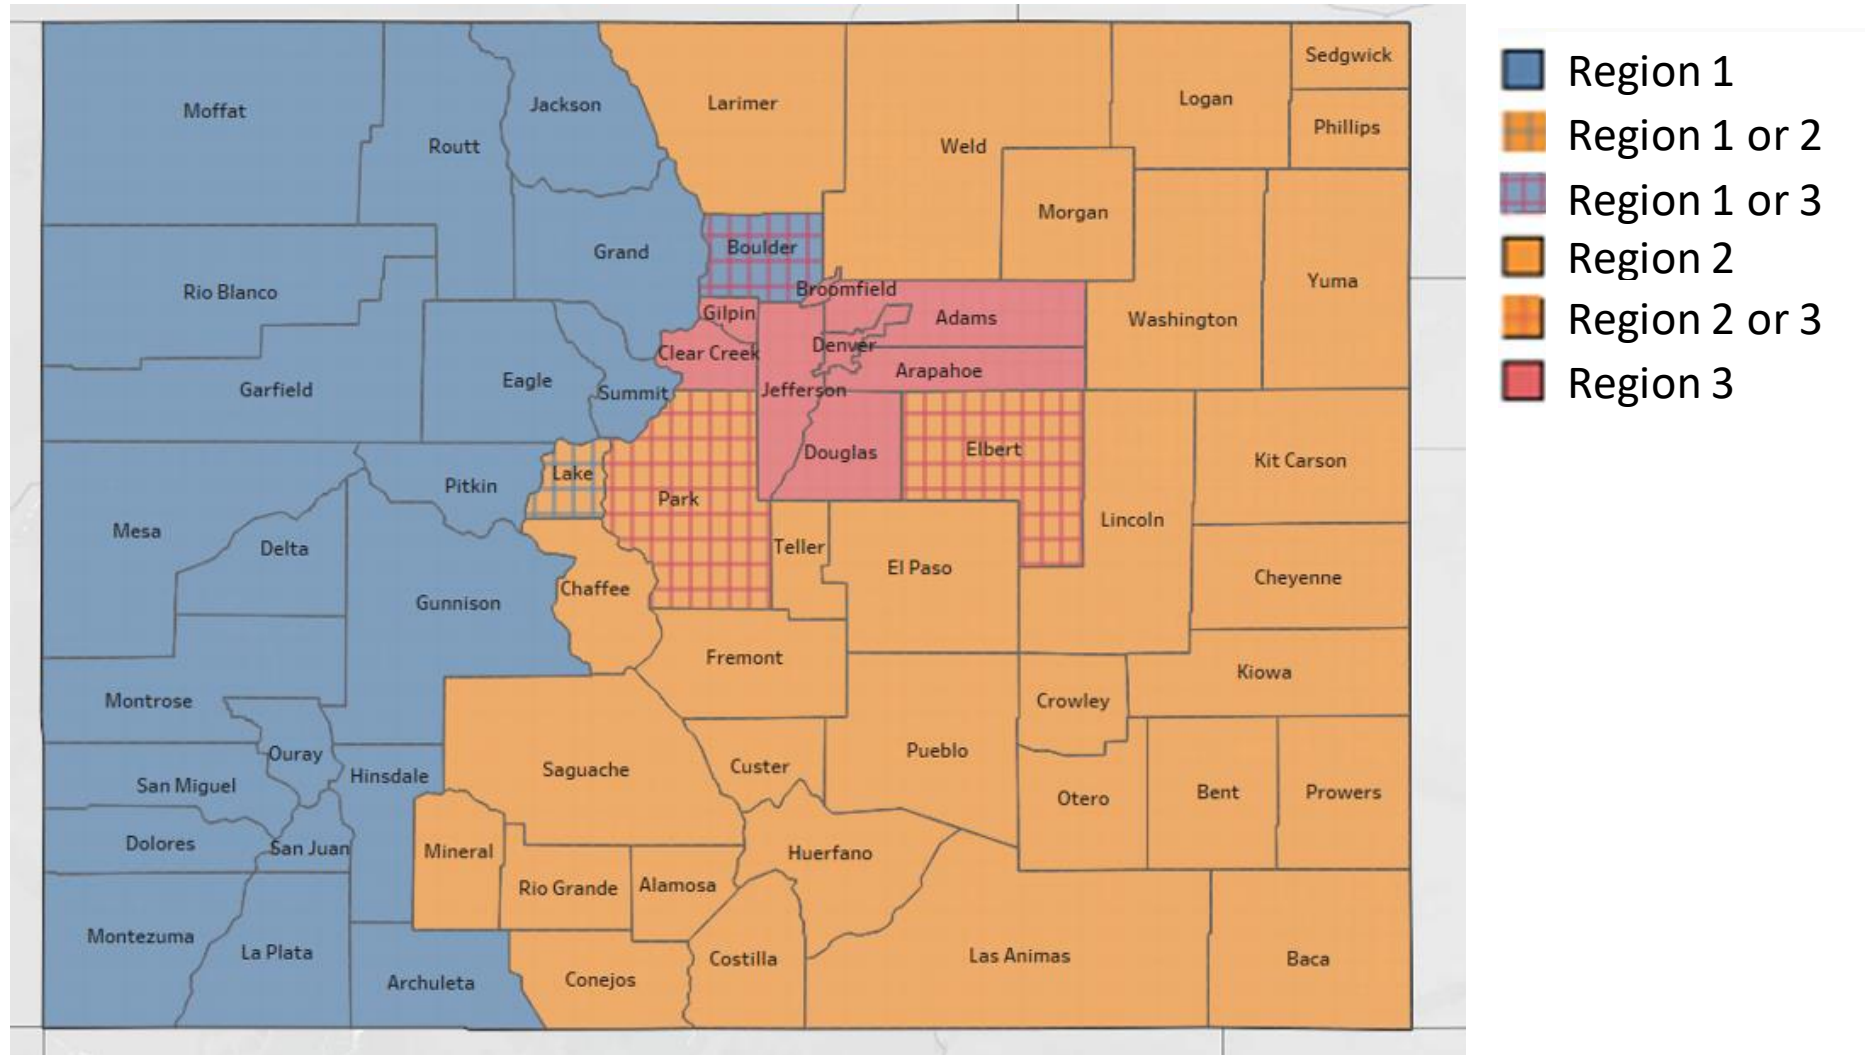 Sedgwick
Moffat
Jackson
Larimer
Logan
Phillips
Routt
Weld
Morgan
Boulder
Grand
Yuma
Rio Blanco
Broomfield
Gilpin
Adams
Washington
Denver
Clear Creek
Arapahoe
Garfield
Eagle
Summit
Jefferson
Douglas
Elbert
Kit Carson
Lake
Pitkin
Park
Lincoln
Mesa
Delta
Teller
El Paso
Cheyenne
Chaffee
Gunnison
Fremont
Kiowa
Montrose
Crowley
Ouray
Pueblo
San Miguel
Hinsdale
Saguache
Custer
Otero
Bent
Prowers
Dolores
San Juan
Mineral
Huerfano
Rio Grande
Alamosa
Montezuma
La Plata
Costilla
Las Animas
Baca
Archuleta
Conejos
Region 1
Region 1 or 2
Region 1 or 3
Region 2
Region 2 or 3
Region 3